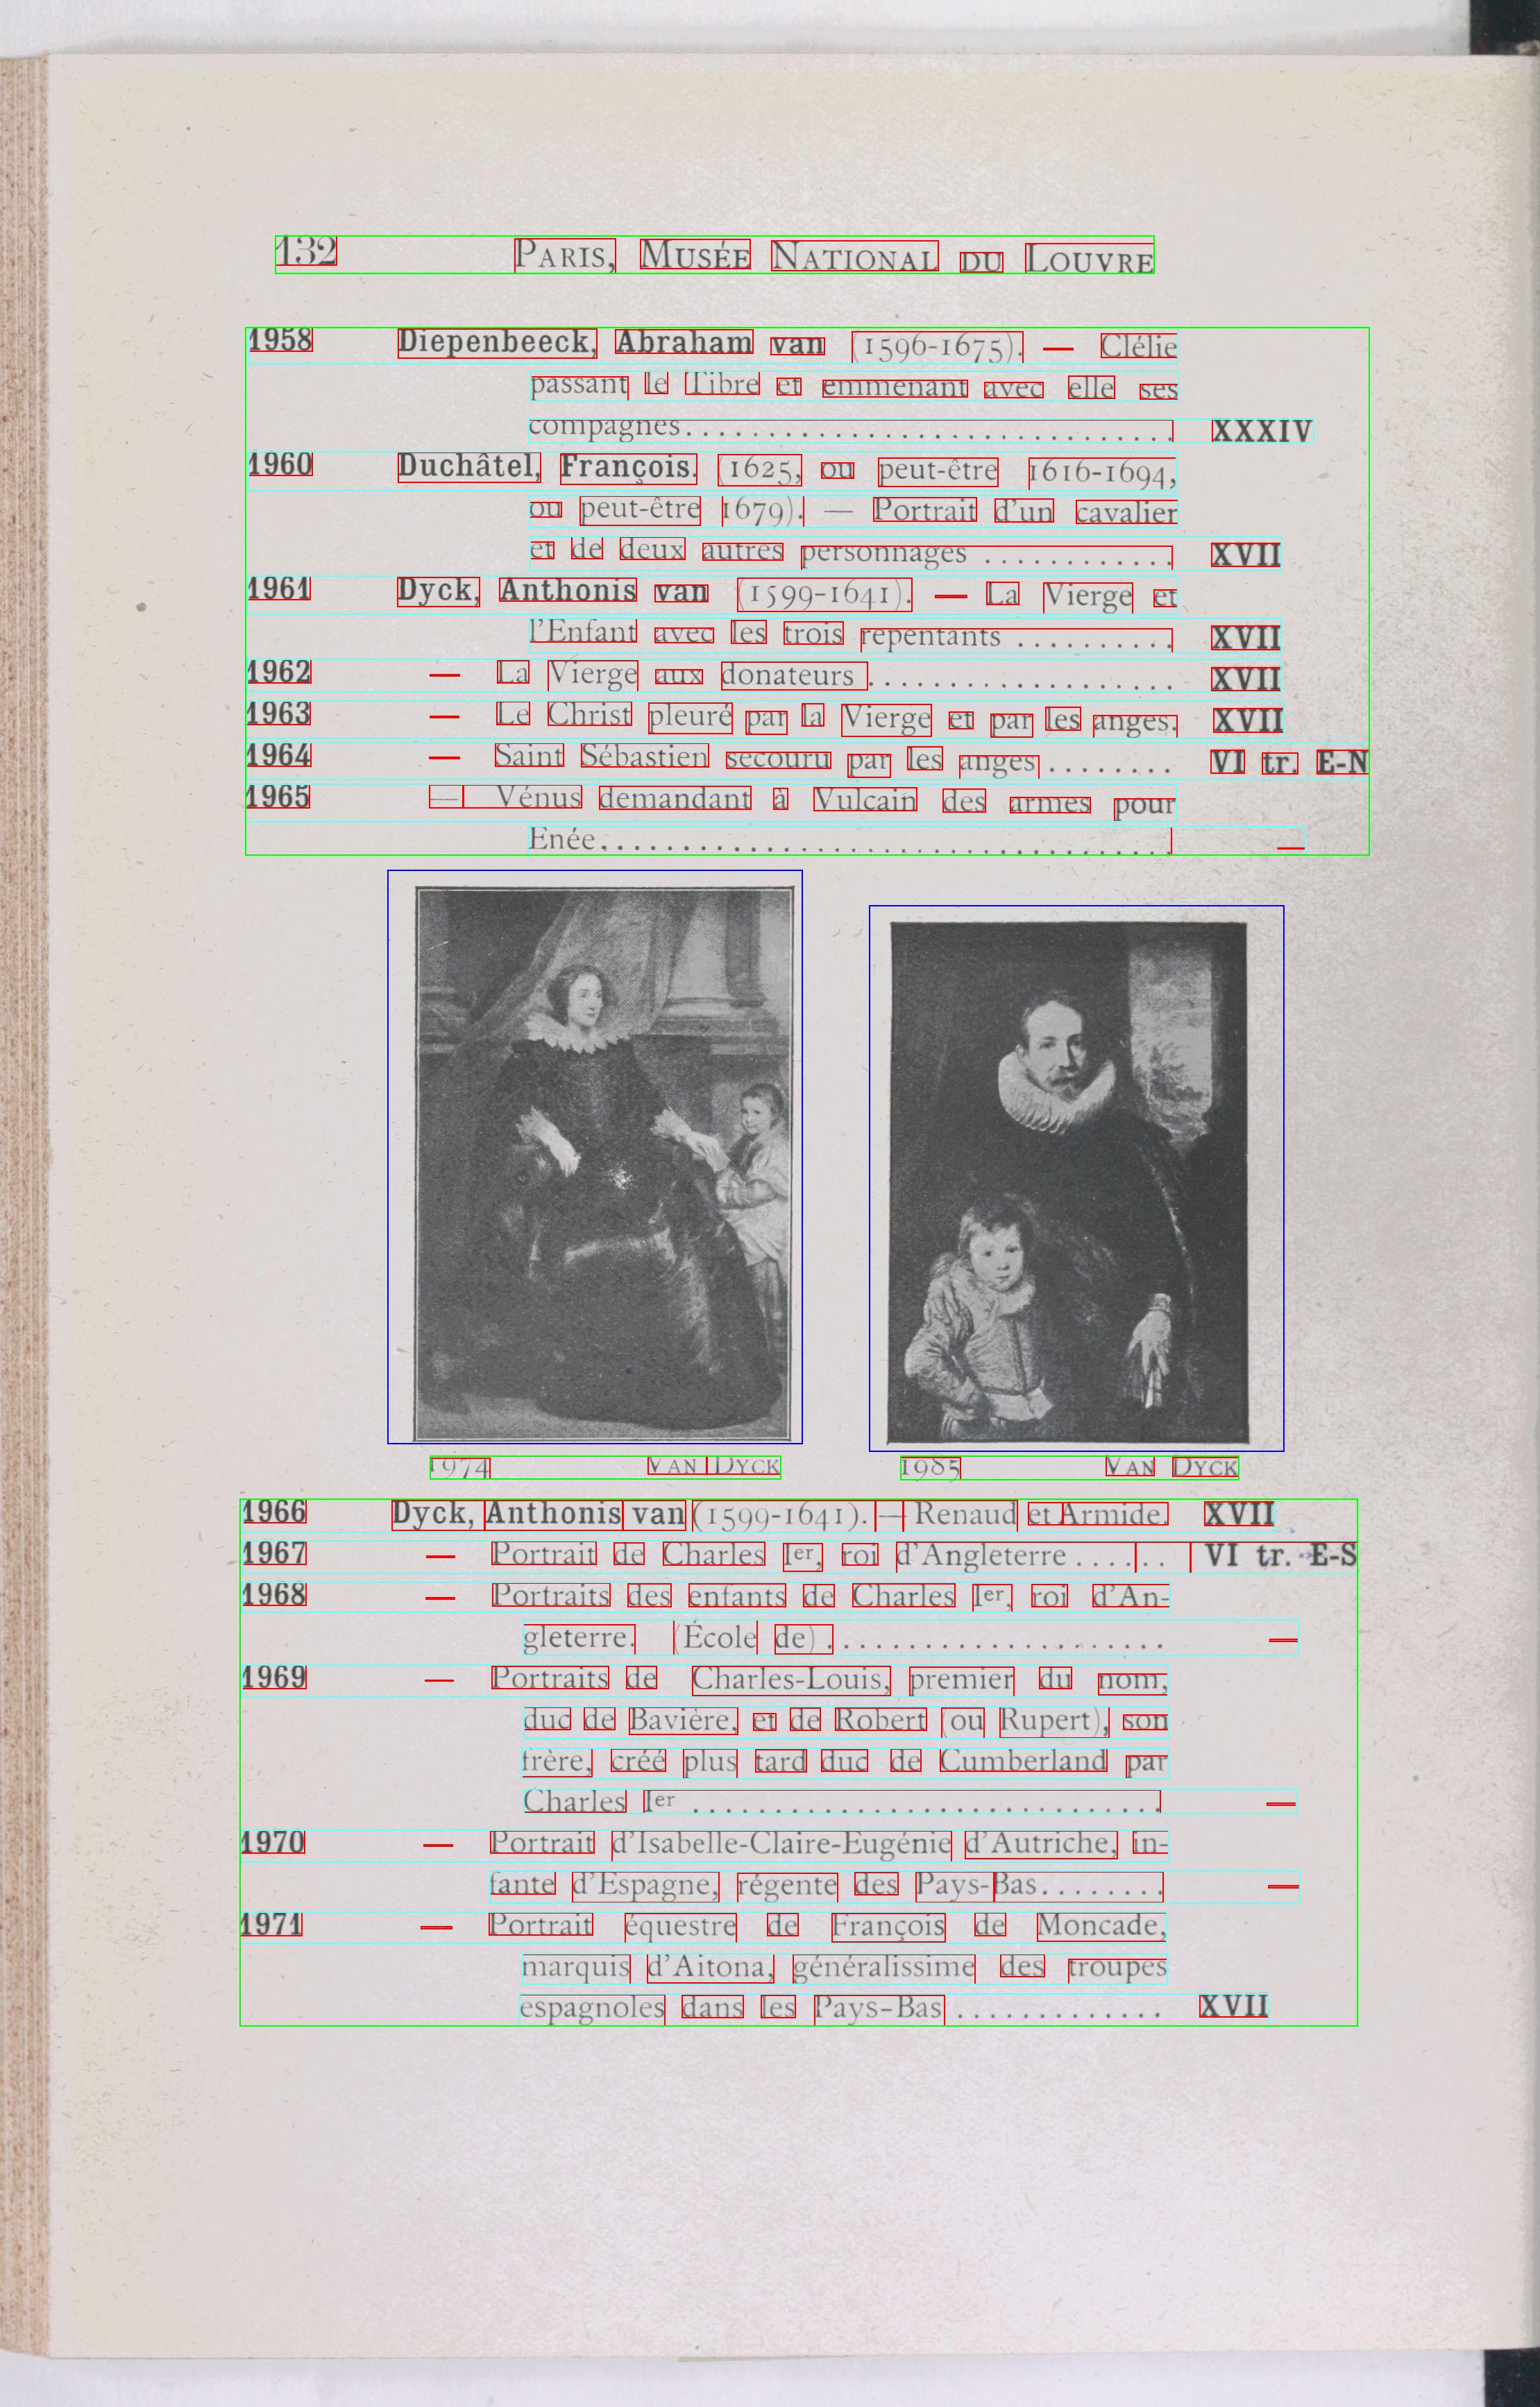 132 PARIS, MUSÉE NATIONAL DU LOUVRE
1958 Diepenbeeck, Abraham van (1596-1675). — Clélie
passant le Tibre et emmenant avec elle ses
compagnes.............................. XXXIV
1960 Duchâtel, François. (1625, ou peut-être 1616-1694,
ou peut-être 1679). — Portrait d'un cavalier
et de deux autres personnages ............ XVII
1961 Dyck, Anthonis van (1599-1641). — La Vierge et
l'Enfant avec les trois repentants .......... XVII
1962 — La Vierge aux donateurs ................... XVII
1963 — Le Christ pleuré par la Vierge et par les anges. XVII
1964 — Saint Sébastien secouru par les anges........ VI tr. E-N
1965 — Vénus demandant à Vulcain des armes pour
Enée................................... —
1974 VAN DYCK
1985 VAN DYCK
1966 Dyck, Anthonis van (1599-1641). — Renaud et Armide. XVII
1967 — Portrait de Charles Ier, roi d'Angleterre ...... VI tr. E-S
1968 — Portraits des enfants de Charles Ier, roi d'An-
gleterre. (École de) ..................... —
1969 — Portraits de Charles-Louis, premier du nom,
duc de Bavière, et de Robert (ou Rupert), son
frère, créé plus tard duc de Cumberland par
Charles Ier ............................. —
1970 — Portrait d'Isabelle-Claire-Eugénie d'Autriche, in-
fante d'Espagne, régente des Pays-Bas........ —
1971 — Portrait équestre de François de Moncade,
marquis d'Aitona, généralissime des troupes
espagnoles dans les Pays-Bas ............. XVII